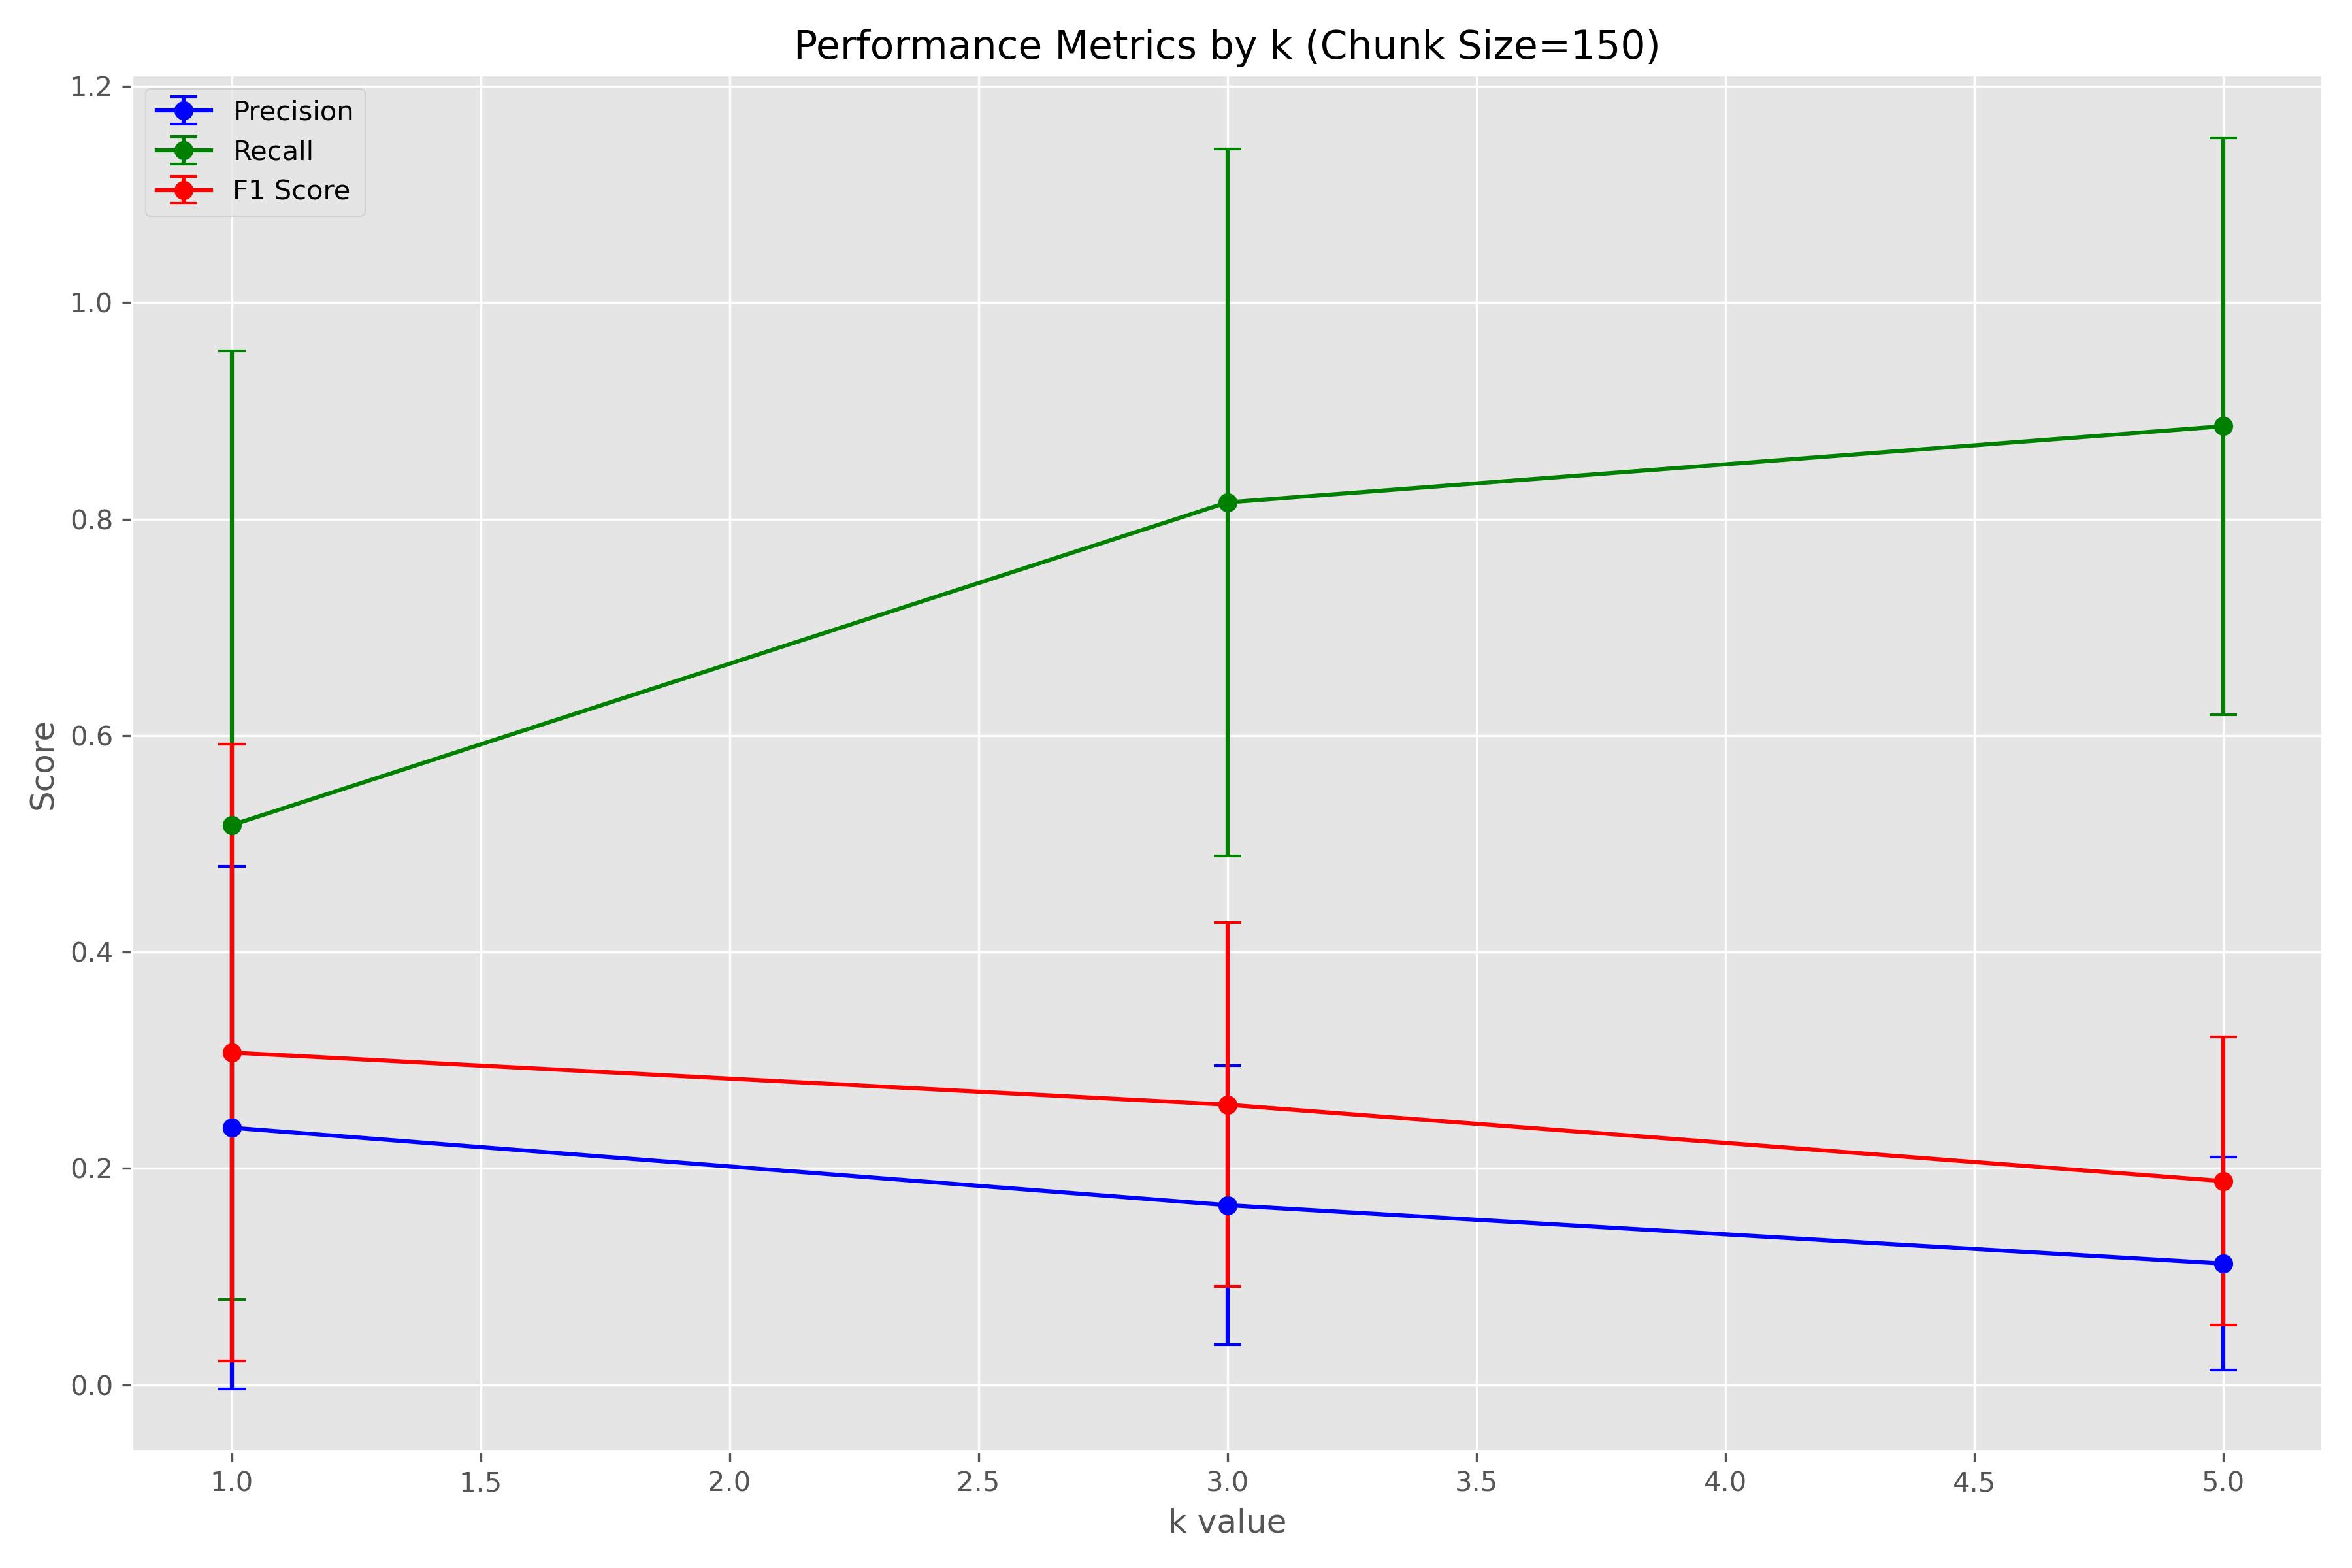 Performance Metrics by k (Chunk Size=150)
Precision
Recall
F1 Score
1.2
1.0
0.8
0.6
0.4
0.2
0.0
Score
1.0 1.5 2.0 2.5 3.0 3.5 4.0 4.5 5.0
k value